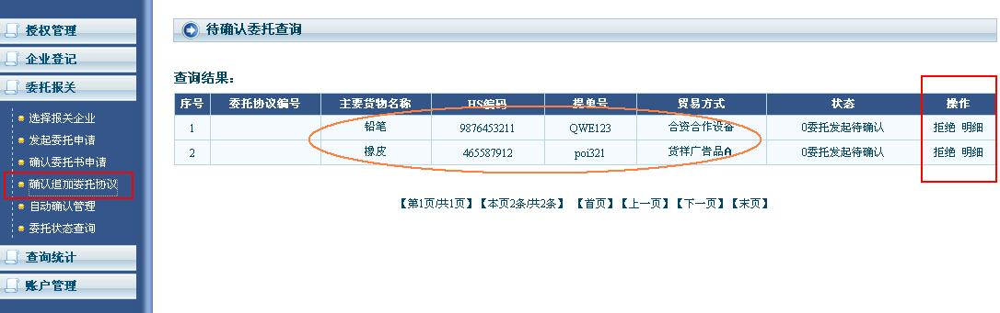 授权管理
企业登记
委托报关
选择报关企业
发起委托申请
确认委托书申请
确认追加委托协议
自动确认管理
委托状态查询
查询统计
账户管理
待确认委托查询
查询结果：
序号 委托协议编号 主要货物名称 HS编码 提单号 贸易方式 状态 操作
1 铅笔 9876453211 QWE123 合资合作设备 0委托发起待确认 拒绝 明细
2 橡皮 465587912 poi321 货样广告品A 0委托发起待确认 拒绝 明细
【第1页/共1页】【本页2条/共2条】 【首页】【上一页】【下一页】【末页】